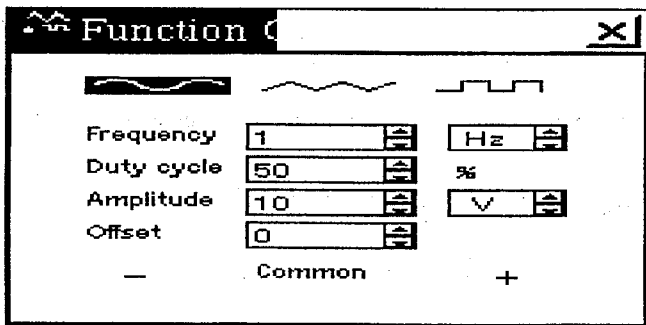 Function
Frequency 1 Hz
Duty cycle 50 %
Amplitude 10 V
Offset 0
− Common +